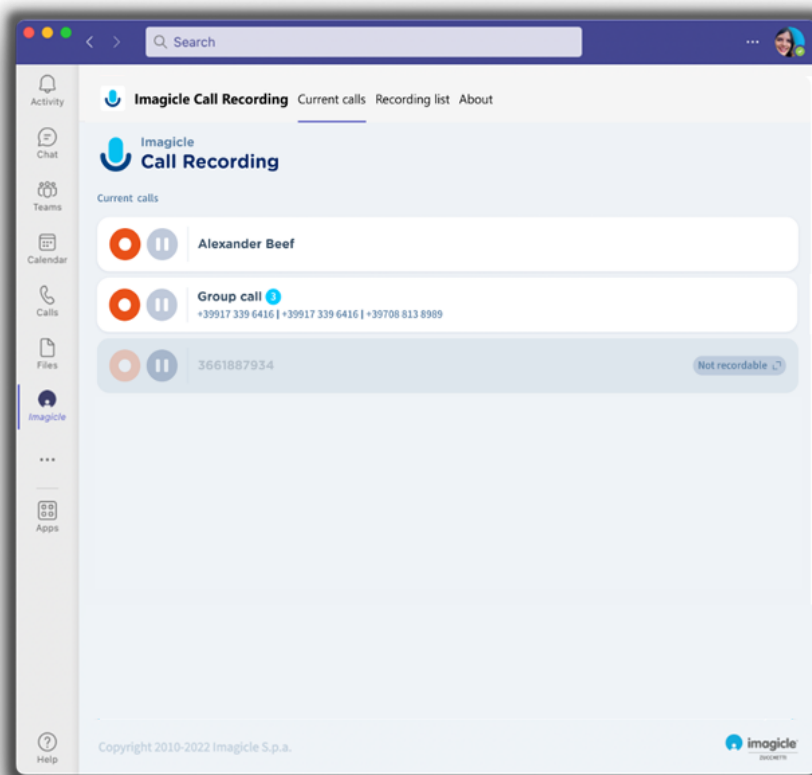 Search
Activity
Chat
Teams
Calendar
Calls
Files
Imagicle
Apps
Help
Imagicle Call Recording Current calls Recording list About
Imagicle
Call Recording
Current calls
Alexander Beef
Group call 3
+39917 339 6416 | +39917 339 6416 | +39708 813 8989
3661887934 Not recordable
Copyright 2010-2022 Imagicle S.p.a.
imagicle
ZUCCHETTI